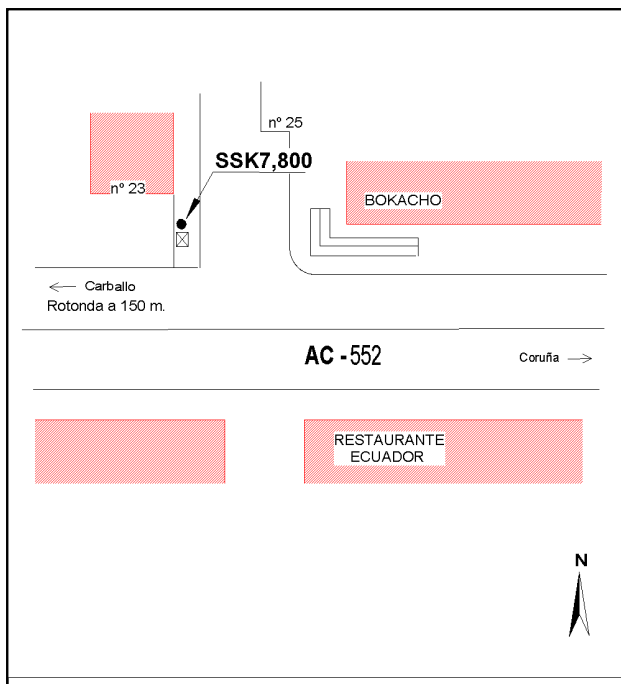 nº 25
SSK7,800
nº 23
BOKACHO
Carballo
Rotonda a 150 m.
AC - 552
Coruña
RESTAURANTE
ECUADOR
N